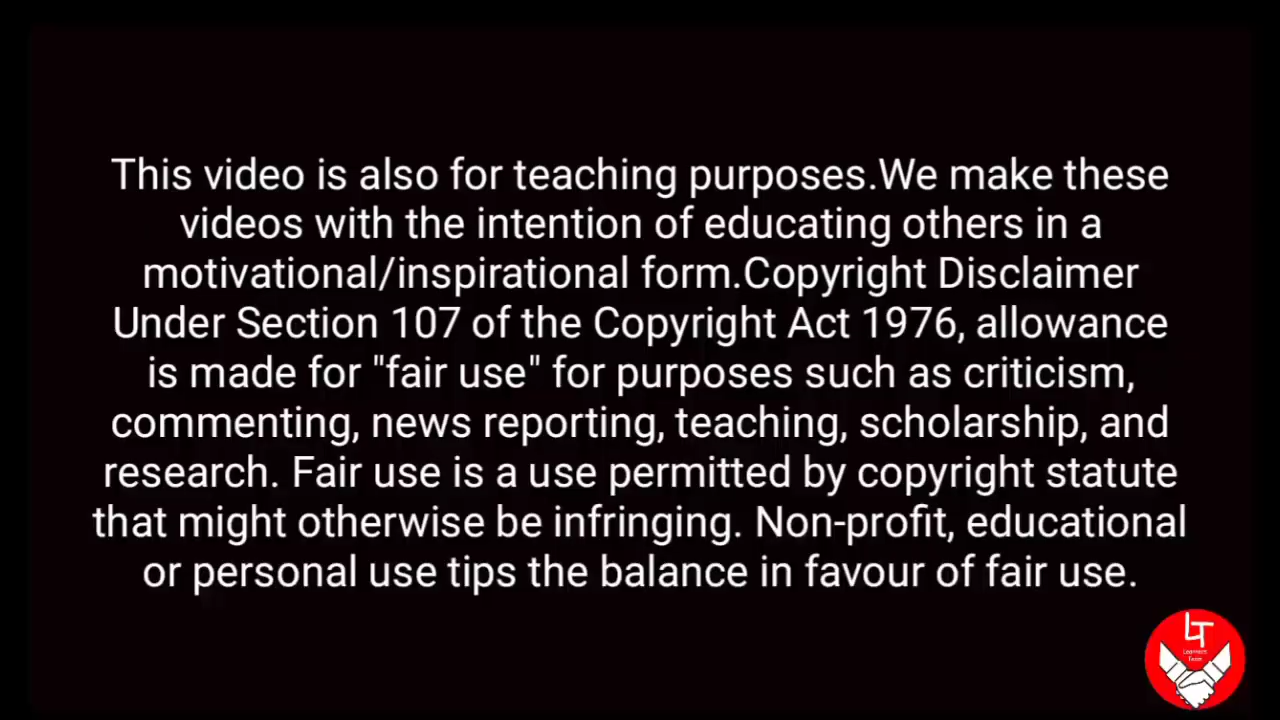 This video is also for teaching purposes.We make these
videos with the intention of educating others in a
motivational/inspirational form.Copyright Disclaimer
Under Section 107 of the Copyright Act 1976, allowance
is made for "fair use" for purposes such as criticism,
commenting, news reporting, teaching, scholarship, and
research. Fair use is a use permitted by copyright statute
that might otherwise be infringing. Non-profit, educational
or personal use tips the balance in favour of fair use.
LT
Learners
Team